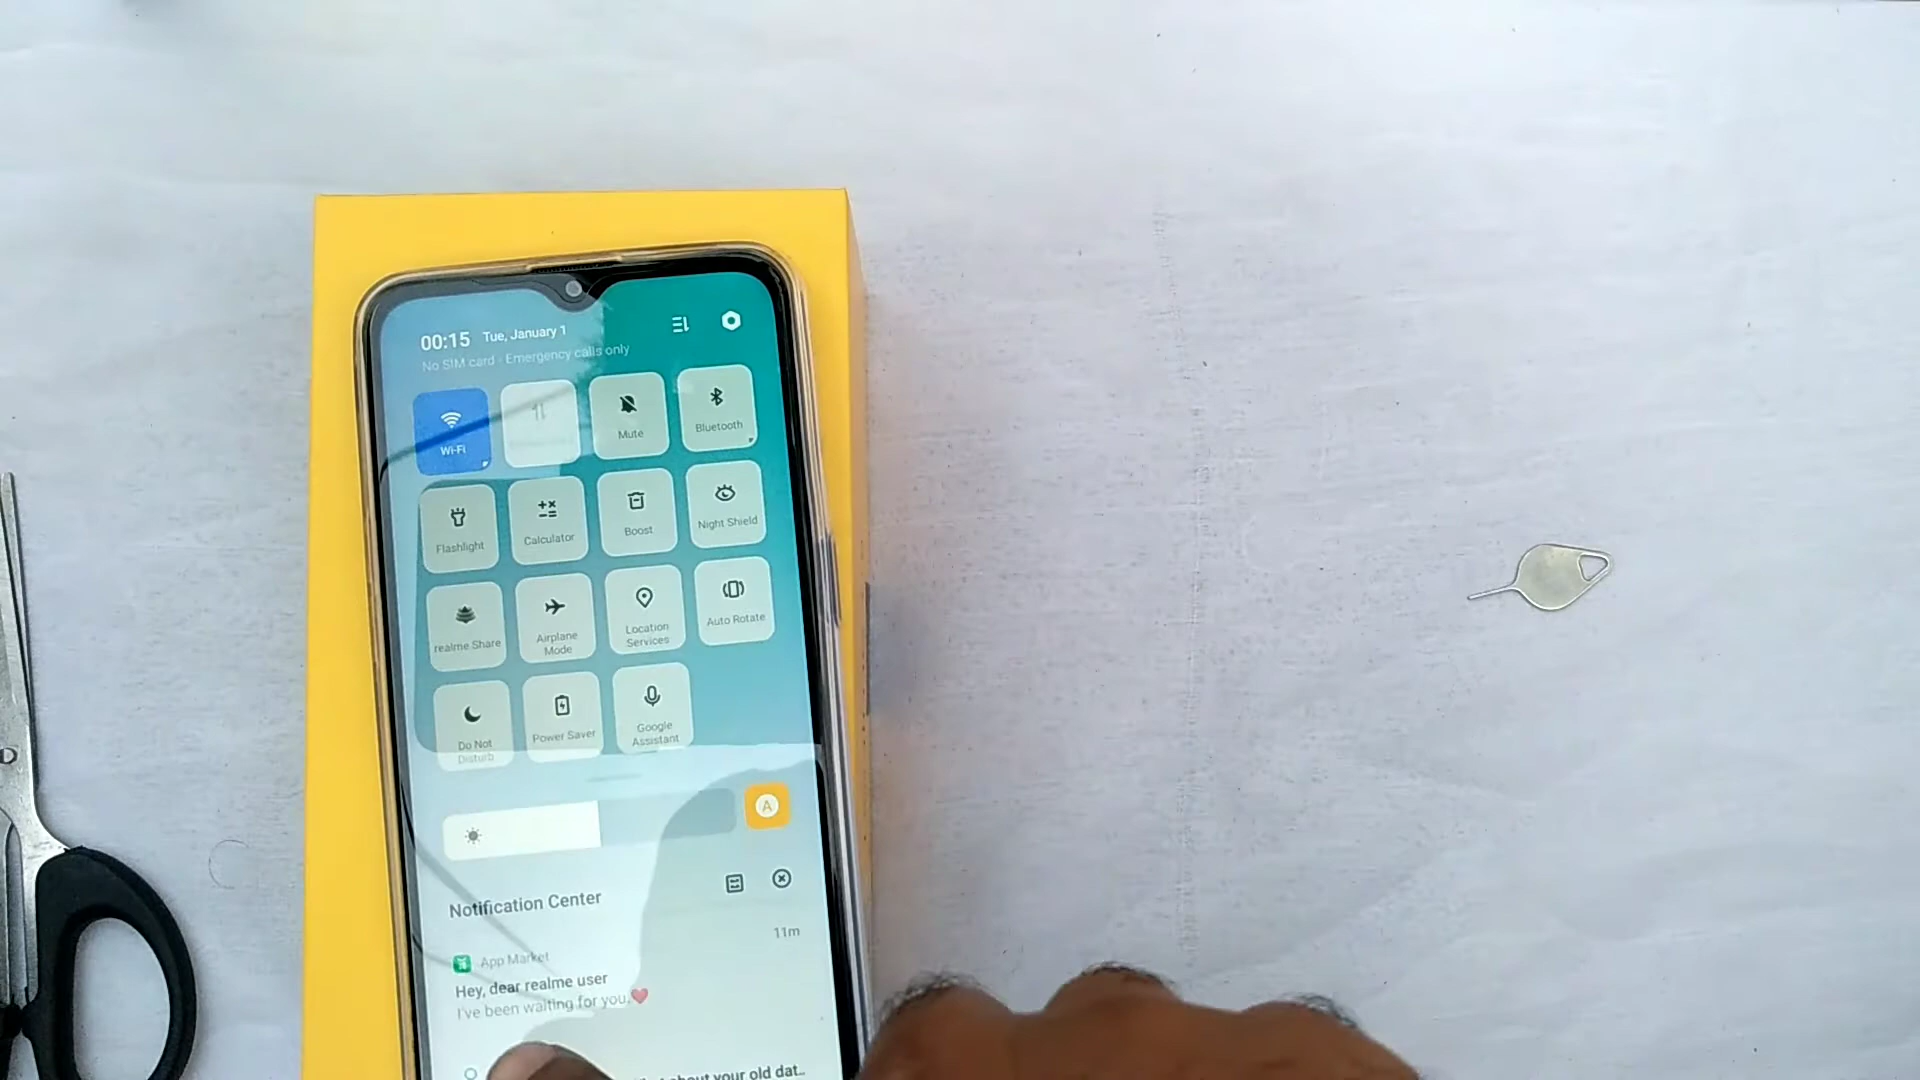 00:15 Tue, January 1
No SIM card · Emergency calls only
Wi-Fi
Mute
Bluetooth
Flashlight
Calculator
Boost
Night Shield
realme Share
Airplane
Mode
Location
Services
Auto Rotate
Do Not
Disturb
Power Saver
Google
Assistant
A
Notification Center
11m
App Market
Hey, dear realme user
I've been waiting for you.❤️
about your old dat..